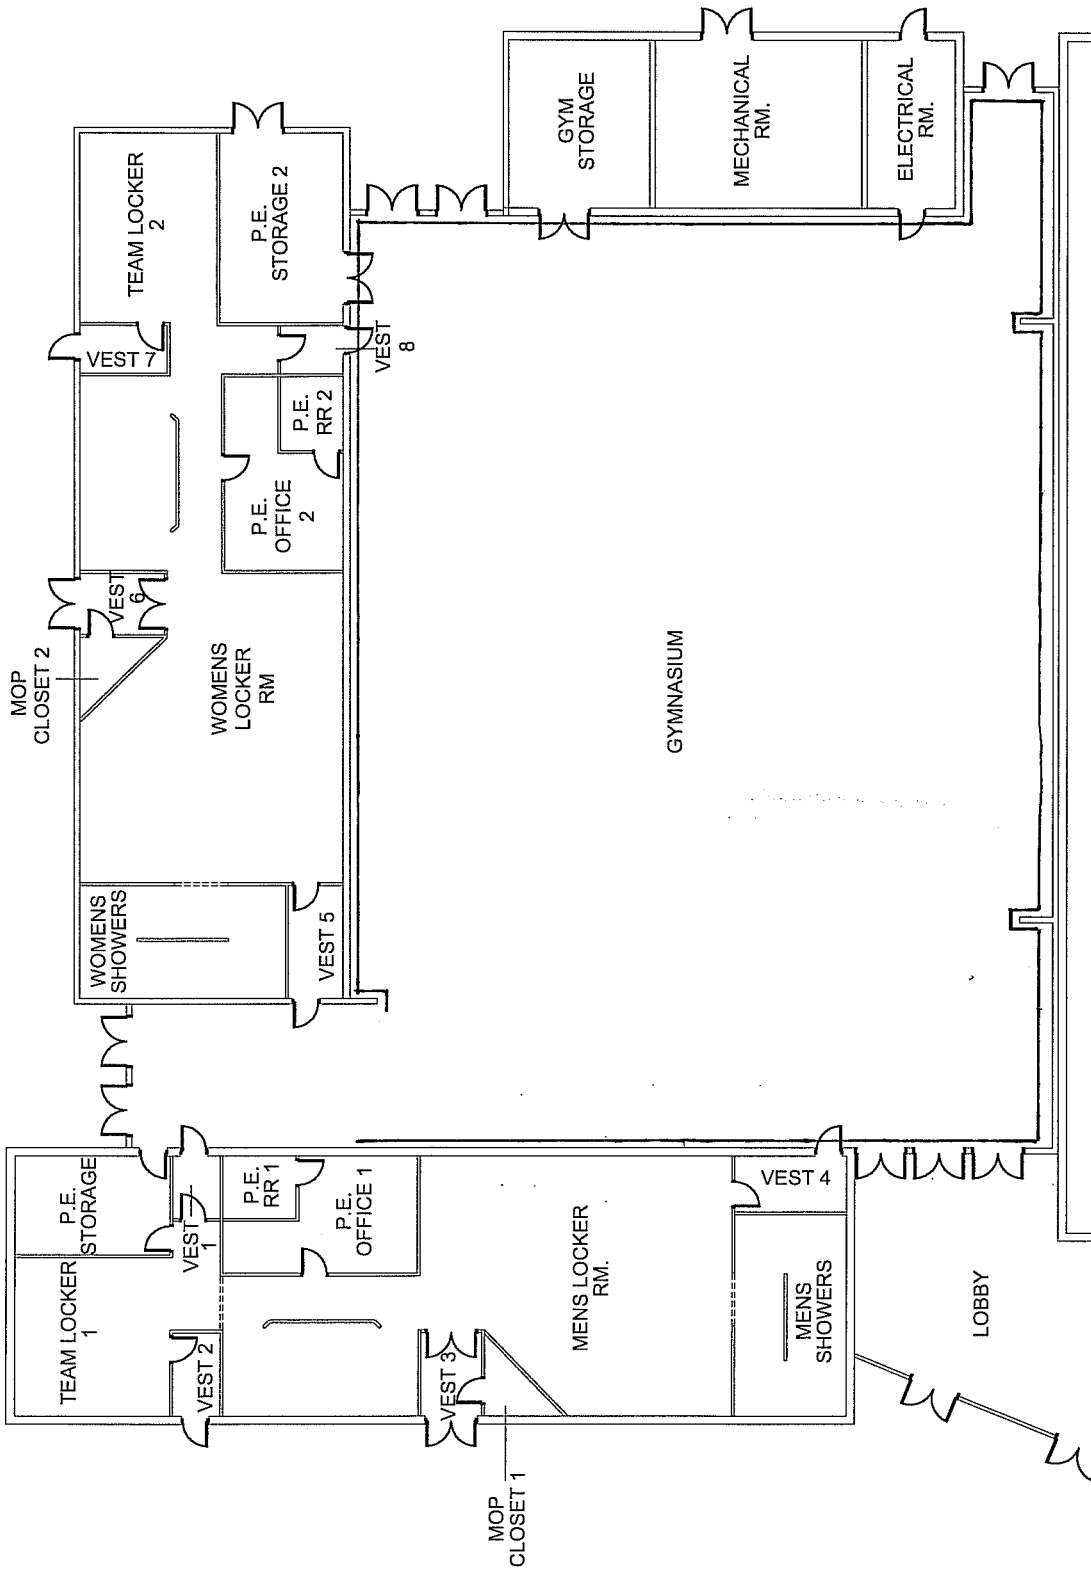 TEAM LOCKER
1
P.E.
STORAGE
VEST 2
VEST
1
P.E.
RR 1
P.E.
OFFICE 1
VEST 3
MOP
CLOSET 1
MENS LOCKER
RM.
VEST 4
MENS
SHOWERS
LOBBY
WOMENS
SHOWERS
VEST 5
MOP
CLOSET 2
VEST
6
WOMENS
LOCKER
RM
P.E.
OFFICE
2
P.E.
RR 2
VEST 7
VEST
8
TEAM LOCKER
2
P.E.
STORAGE 2
GYMNASIUM
GYM
STORAGE
MECHANICAL
RM.
ELECTRICAL
RM.